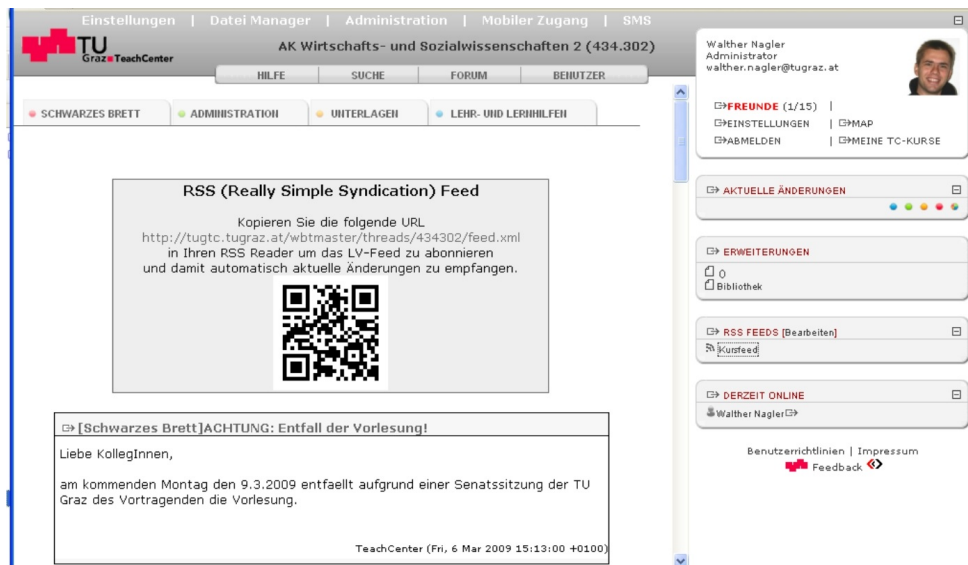 Einstellungen | Datei Manager | Administration | Mobiler Zugang | SMS
TU
Graz TeachCenter
AK Wirtschafts- und Sozialwissenschaften 2 (434.302)
HILFE SUCHE FORUM BENUTZER
SCHWARZES BRETT ADMINISTRATION UNTERLAGEN LEHR- UND LERNHILFEN
RSS (Really Simple Syndication) Feed
Kopieren Sie die folgende URL
http://tugtc.tugraz.at/wbtmaster/threads/434302/feed.xml
in Ihren RSS Reader um das LV-Feed zu abonnieren
und damit automatisch aktuelle Änderungen zu empfangen.
[Schwarzes Brett]ACHTUNG: Entfall der Vorlesung!
Liebe KollegInnen,
am kommenden Montag den 9.3.2009 entfaellt aufgrund einer Senatssitzung der TU
Graz des Vortragenden die Vorlesung.
TeachCenter (Fri, 6 Mar 2009 15:13:00 +0100)
Walther Nagler
Administrator
walther.nagler@tugraz.at
FREUNDE (1/15) |
EINSTELLUNGEN | MAP
ABMELDEN | MEINE TC-KURSE
AKTUELLE ÄNDERUNGEN
ERWEITERUNGEN
()
Bibliothek
RSS FEEDS [Bearbeiten]
Kursfeed
DERZEIT ONLINE
Walther Nagler
Benutzerrichtlinien | Impressum
Feedback